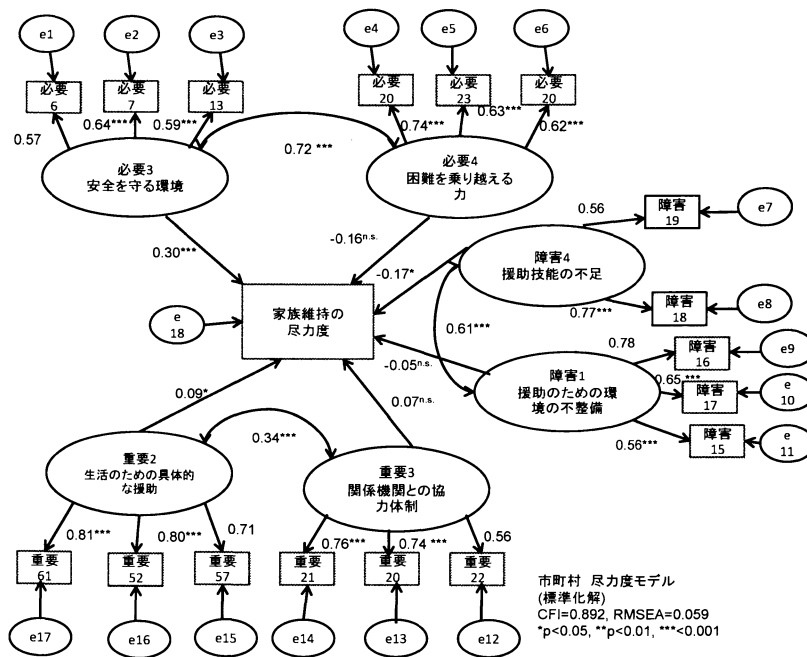 e1
e2
e3
e4
e5
e6
必要
6
必要
7
必要
13
必要
20
必要
23
必要
20
0.57
0.64***
0.59***
0.74***
0.63***
0.62***
必要3
安全を守る環境
0.72 ***
必要4
困難を乗り越える
力
0.56
障害
19
e7
0.30***
-0.16n.s.
-0.17*
障害4
援助技能の不足
0.77***
障害
18
e8
e
18
家族維持の
尽力度
0.61***
0.78
障害
16
e9
-0.05n.s.
障害1
援助のための環
境の不整備
0.65 ***
障害
17
e
10
0.56***
障害
15
e
11
0.09*
0.07n.s.
重要2
生活のための具体的
な援助
0.34***
重要3
関係機関との協
力体制
0.81***
0.80***
0.71
0.76***
0.74 ***
0.56
重要
61
重要
52
重要
57
重要
21
重要
20
重要
22
e17
e16
e15
e14
e13
e12
市町村 尽力度モデル
(標準化解)
CFI=0.892, RMSEA=0.059
*p<0.05, **p<0.01, ***<0.001